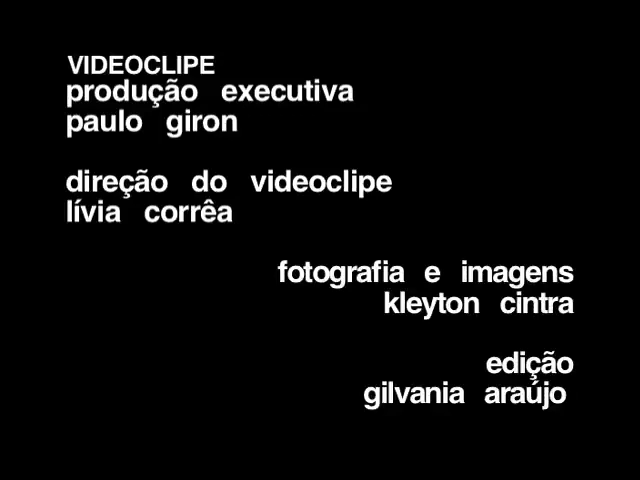 VIDEOCLIPE
produção executiva
paulo giron
direção do videoclipe
lívia corrêa
fotografia e imagens
kleyton cintra
edição
gilvania araújo